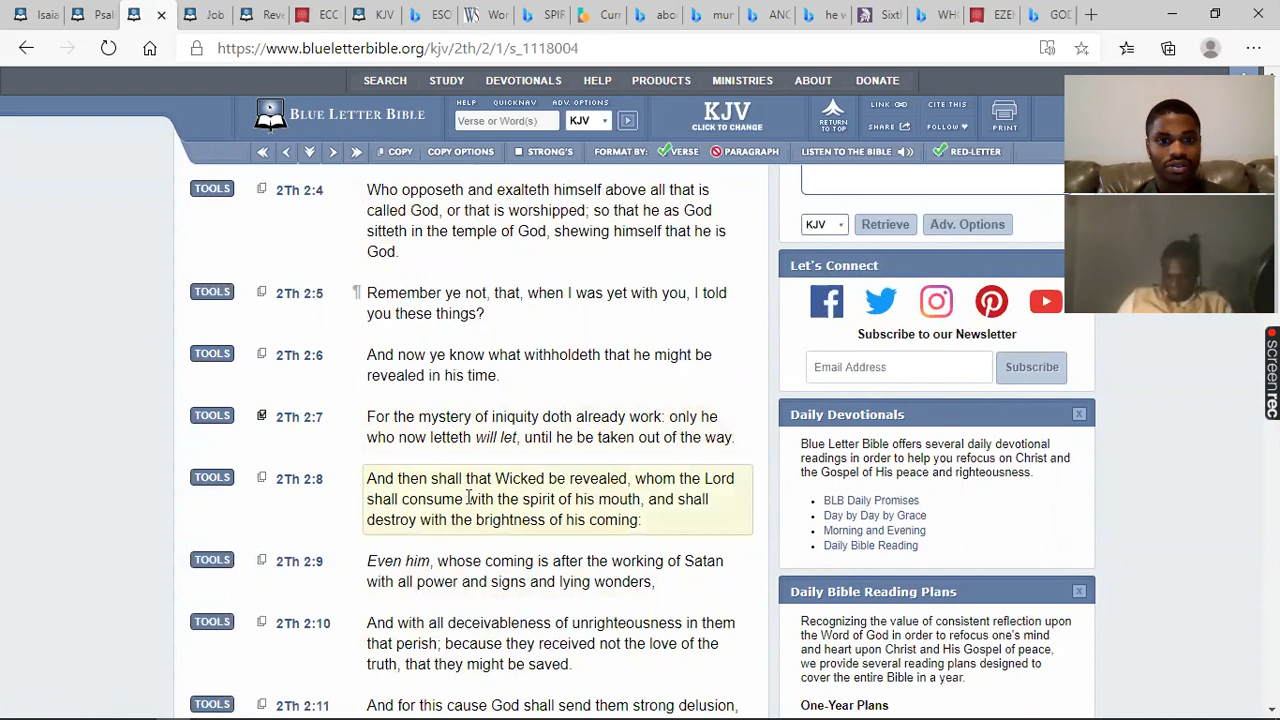 Isaia
Psal
Job
Reve
ECC
KJV
ESC
Wor
SPIR
Curr
abo
mur
ANC
he w
Sixt
WHO
EZE
GOD
https://www.blueletterbible.org/kjv/2th/2/1/s_1118004
SEARCH STUDY DEVOTIONALS HELP PRODUCTS MINISTRIES ABOUT DONATE
BLUE LETTER BIBLE
HELP QUICKNAV ADV. OPTIONS
Verse or Word(s) KJV
KJV
CLICK TO CHANGE
RETURN
TO TOP
LINK CITE THIS
SHARE FOLLOW
PRINT
COPY COPY OPTIONS STRONG'S FORMAT BY: VERSE PARAGRAPH LISTEN TO THE BIBLE RED-LETTER
TOOLS 2Th 2:4 Who opposeth and exalteth himself above all that is
called God, or that is worshipped; so that he as God
sitteth in the temple of God, shewing himself that he is
God.
TOOLS 2Th 2:5 ¶ Remember ye not, that, when I was yet with you, I told
you these things?
TOOLS 2Th 2:6 And now ye know what withholdeth that he might be
revealed in his time.
TOOLS 2Th 2:7 For the mystery of iniquity doth already work: only he
who now letteth will let, until he be taken out of the way.
TOOLS 2Th 2:8 And then shall that Wicked be revealed, whom the Lord
shall consume with the spirit of his mouth, and shall
destroy with the brightness of his coming:
TOOLS 2Th 2:9 Even him, whose coming is after the working of Satan
with all power and signs and lying wonders,
TOOLS 2Th 2:10 And with all deceivableness of unrighteousness in them
that perish; because they received not the love of the
truth, that they might be saved.
TOOLS 2Th 2:11 And for this cause God shall send them strong delusion,
KJV Retrieve Adv. Options
Let's Connect
Subscribe to our Newsletter
Email Address Subscribe
Daily Devotionals
Blue Letter Bible offers several daily devotional
readings in order to help you refocus on Christ and
the Gospel of His peace and righteousness.
BLB Daily Promises
Day by Day by Grace
Morning and Evening
Daily Bible Reading
Daily Bible Reading Plans
Recognizing the value of consistent reflection upon
the Word of God in order to refocus one's mind
and heart upon Christ and His Gospel of peace,
we provide several reading plans designed to
cover the entire Bible in a year.
One-Year Plans
screenrec